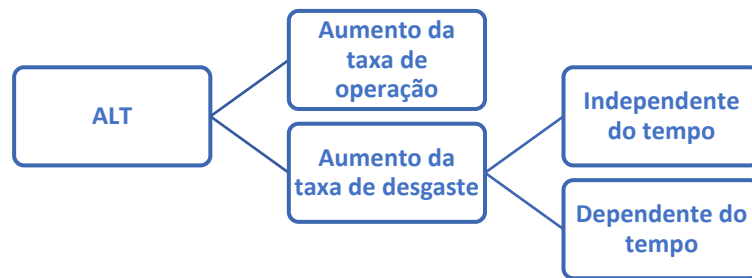 ALT
Aumento da
taxa de
operação
Aumento da
taxa de desgaste
Independente
do tempo
Dependente do
tempo